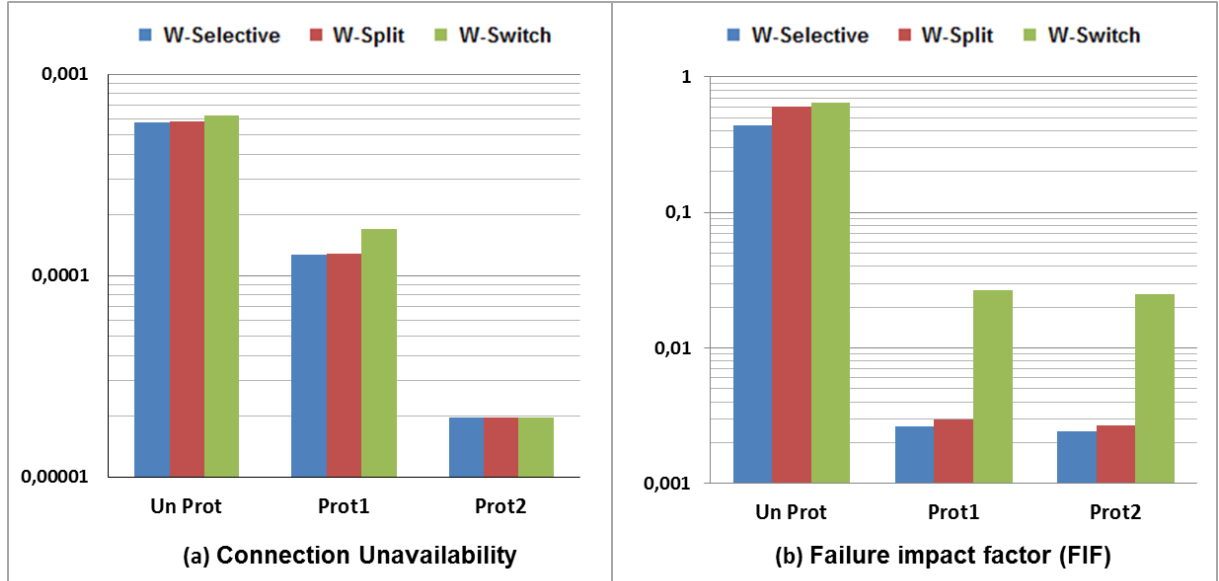 W-Selective W-Split W-Switch
0,001
0,0001
0,00001
Un Prot Prot1 Prot2
(a) Connection Unavailability
W-Selective W-Split W-Switch
1
0,1
0,01
0,001
Un Prot Prot1 Prot2
(b) Failure impact factor (FIF)